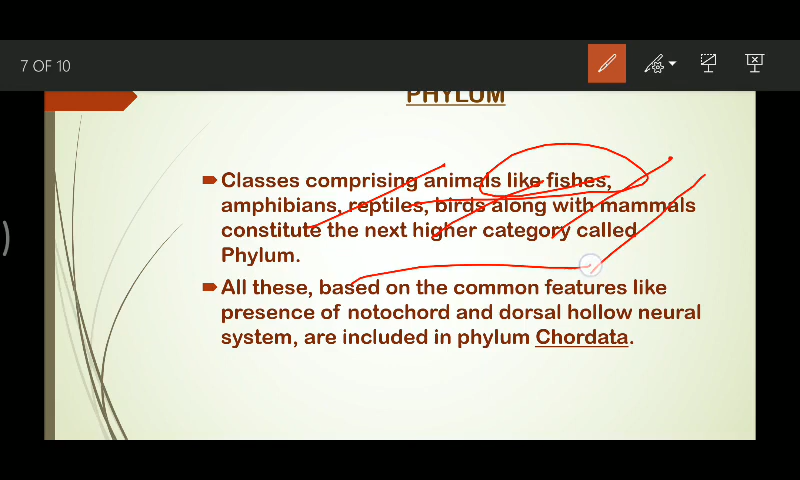 7 OF 10
PHYLUM
Classes comprising animals like fishes,
amphibians, reptiles, birds along with mammals
constitute the next higher category called
Phylum.
All these, based on the common features like
presence of notochord and dorsal hollow neural
system, are included in phylum Chordata.